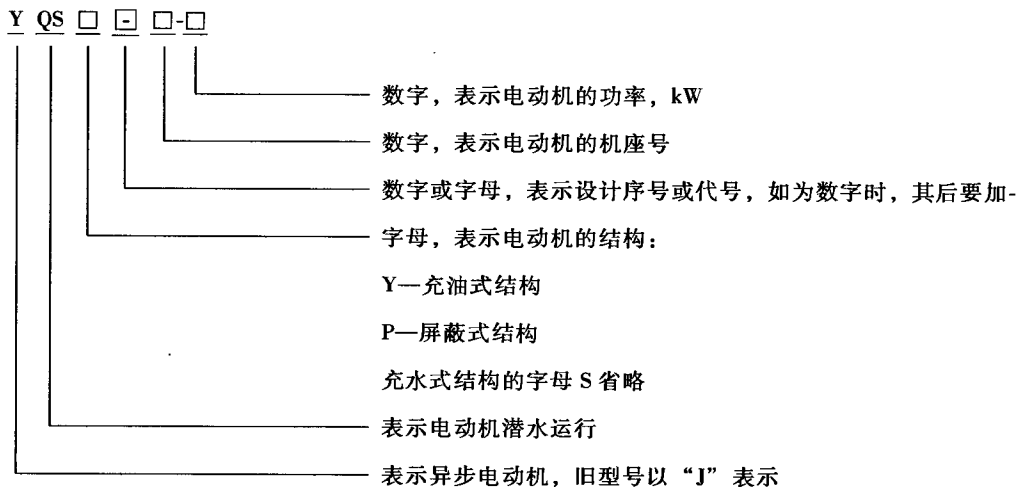 Y QS □ ⊡ □-□
数字，表示电动机的功率，kW
数字，表示电动机的机座号
数字或字母，表示设计序号或代号，如为数字时，其后要加-
字母，表示电动机的结构：
Y—充油式结构
P—屏蔽式结构
充水式结构的字母 S 省略
表示电动机潜水运行
表示异步电动机，旧型号以“J”表示